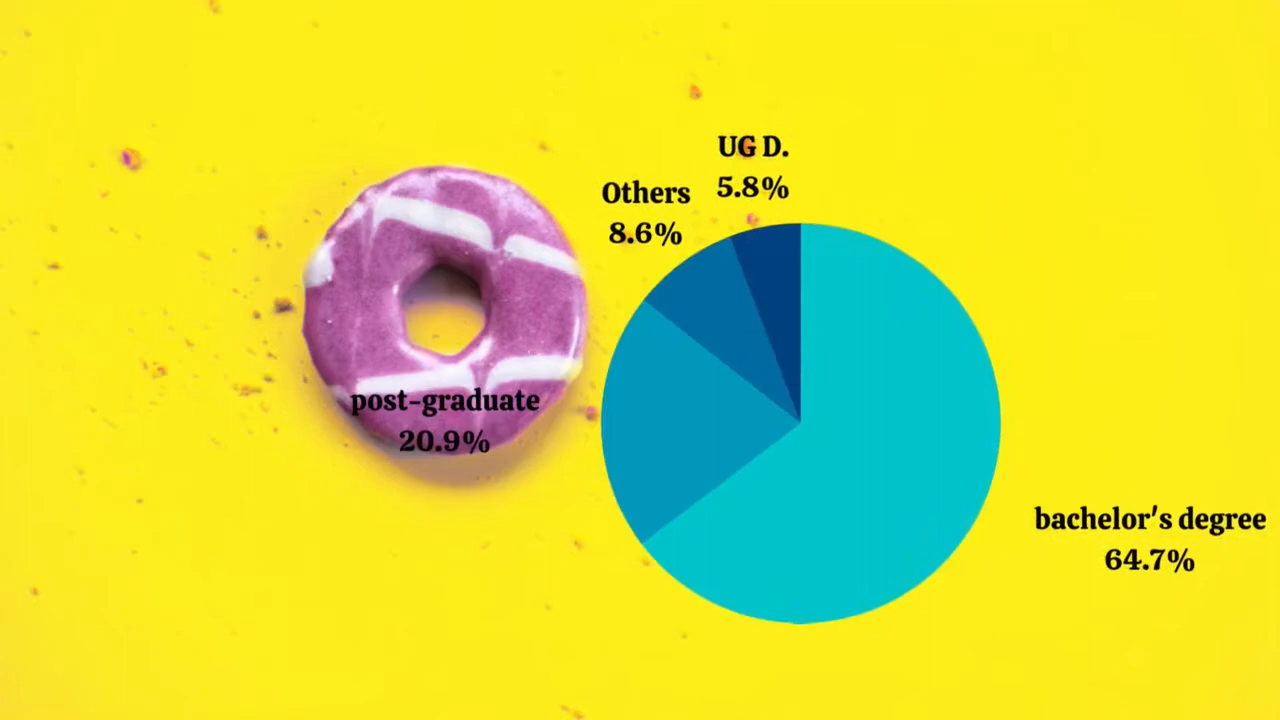 UG D.
5.8%
Others
8.6%
post-graduate
20.9%
bachelor's degree
64.7%